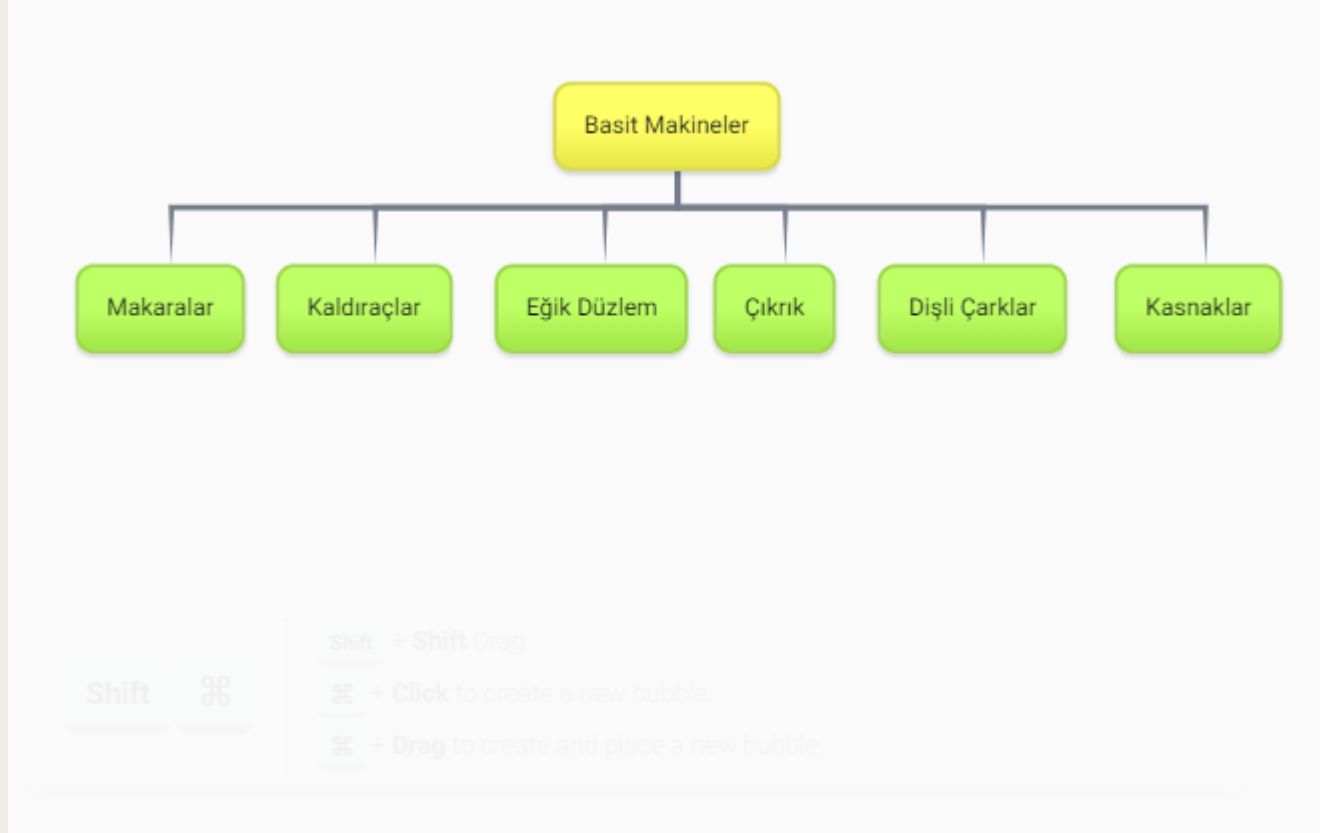 Basit Makineler
Makaralar
Kaldıraçlar
Eğik Düzlem
Çıkrık
Dişli Çarklar
Kasnaklar
Shift + Shift Drag
Shift ⌘
⌘ + Click to create a new bubble.
⌘ + Drag to create and place a new bubble.